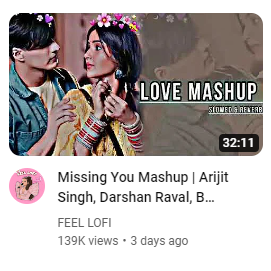 LOVE MASHUP
SLOWED & REVERB
32:11
Missing You Mashup | Arijit
Singh, Darshan Raval, B...
FEEL LOFI
139K views • 3 days ago